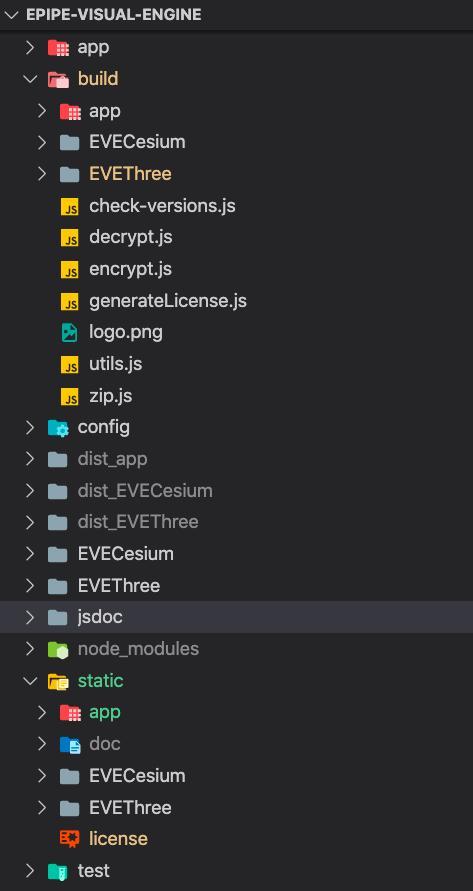 EPIPE-VISUAL-ENGINE
app
build
app
EVECesium
EVEThree
JS check-versions.js
JS decrypt.js
JS encrypt.js
JS generateLicense.js
logo.png
JS utils.js
JS zip.js
config
dist_app
dist_EVECesium
dist_EVEThree
EVECesium
EVEThree
jsdoc
node_modules
static
app
doc
EVECesium
EVEThree
license
test